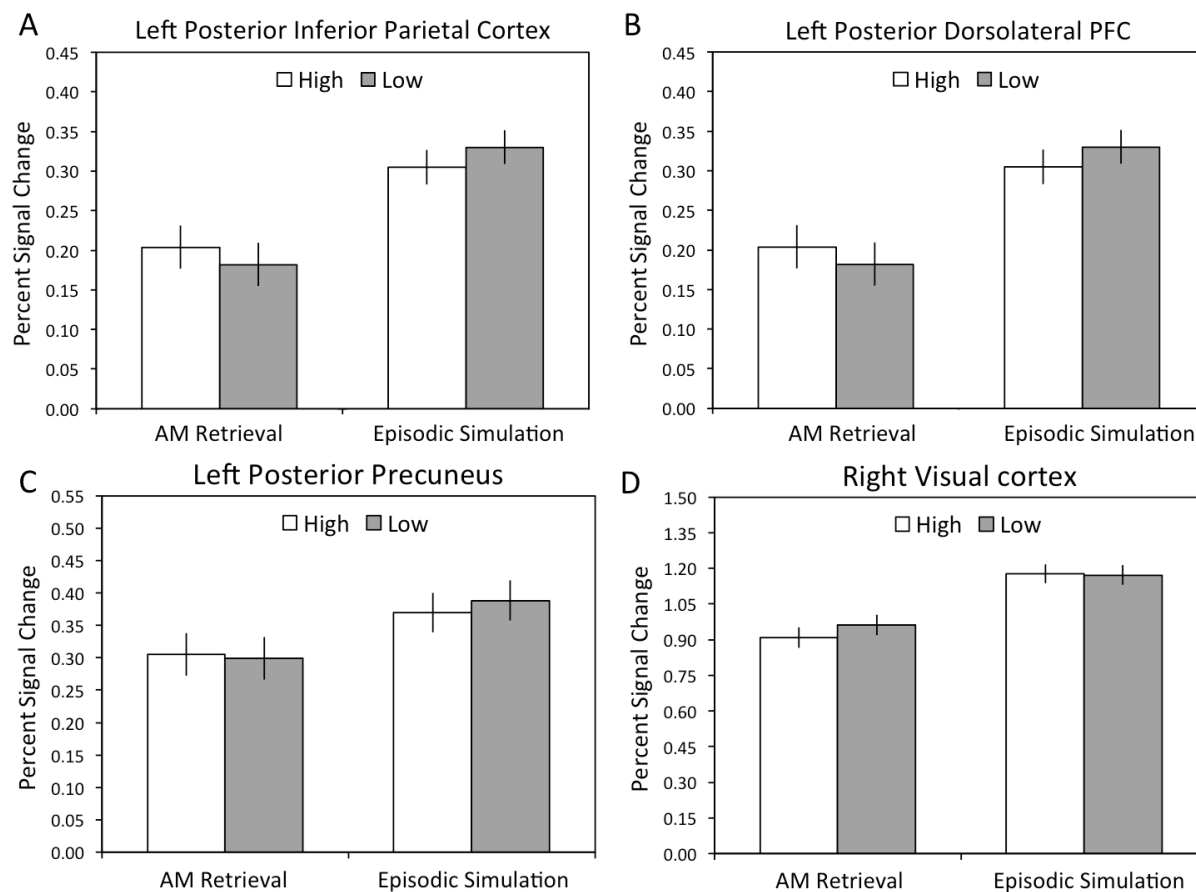 A
Left Posterior Inferior Parietal Cortex
High Low
Percent Signal Change
0.45
0.40
0.35
0.30
0.25
0.20
0.15
0.10
0.05
0.00
AM Retrieval Episodic Simulation
B
Left Posterior Dorsolateral PFC
High Low
Percent Signal Change
0.45
0.40
0.35
0.30
0.25
0.20
0.15
0.10
0.05
0.00
AM Retrieval Episodic Simulation
C
Left Posterior Precuneus
High Low
Percent Signal Change
0.55
0.50
0.45
0.40
0.35
0.30
0.25
0.20
0.15
0.10
0.05
0.00
AM Retrieval Episodic Simulation
D
Right Visual cortex
High Low
Percent Signal Change
1.50
1.35
1.20
1.05
0.90
0.75
0.60
0.45
0.30
0.15
0.00
AM Retrieval Episodic Simulation